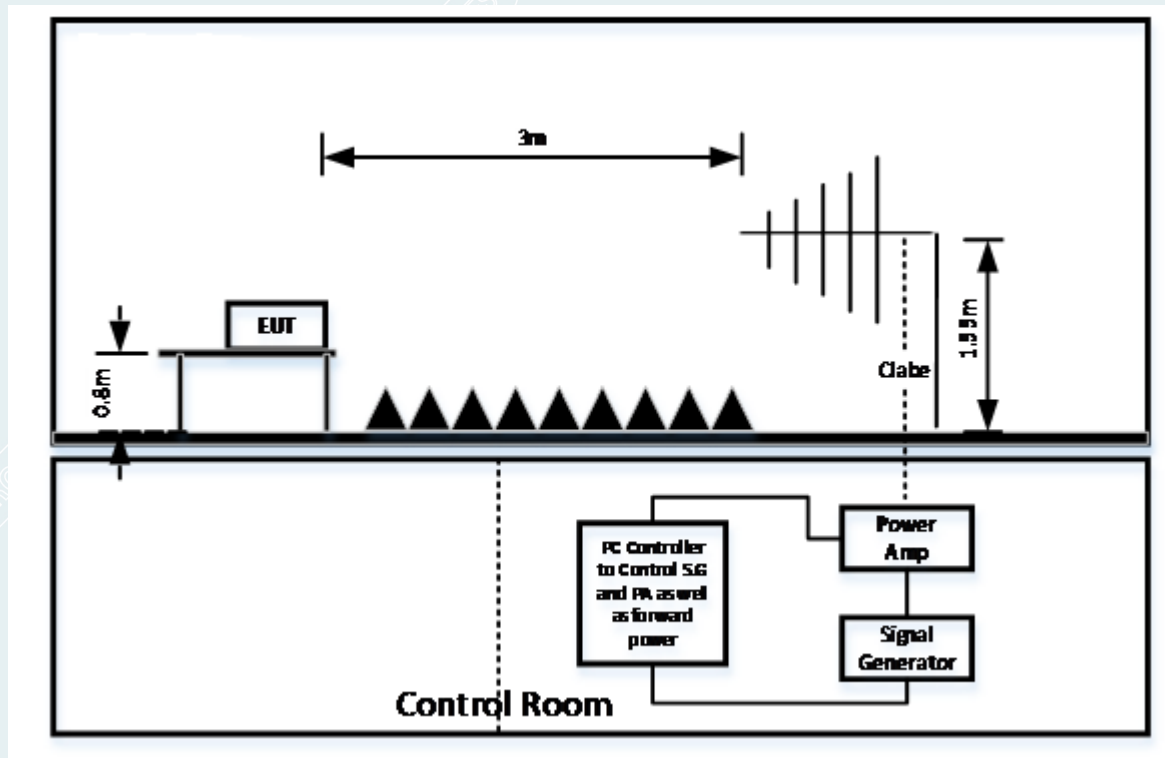 3m
EUT
0.8m
1.55m
Clabe
Power
Amp
PC Controller
to Control S.G
and PA as well
as forward
power
Signal
Generator
Control Room